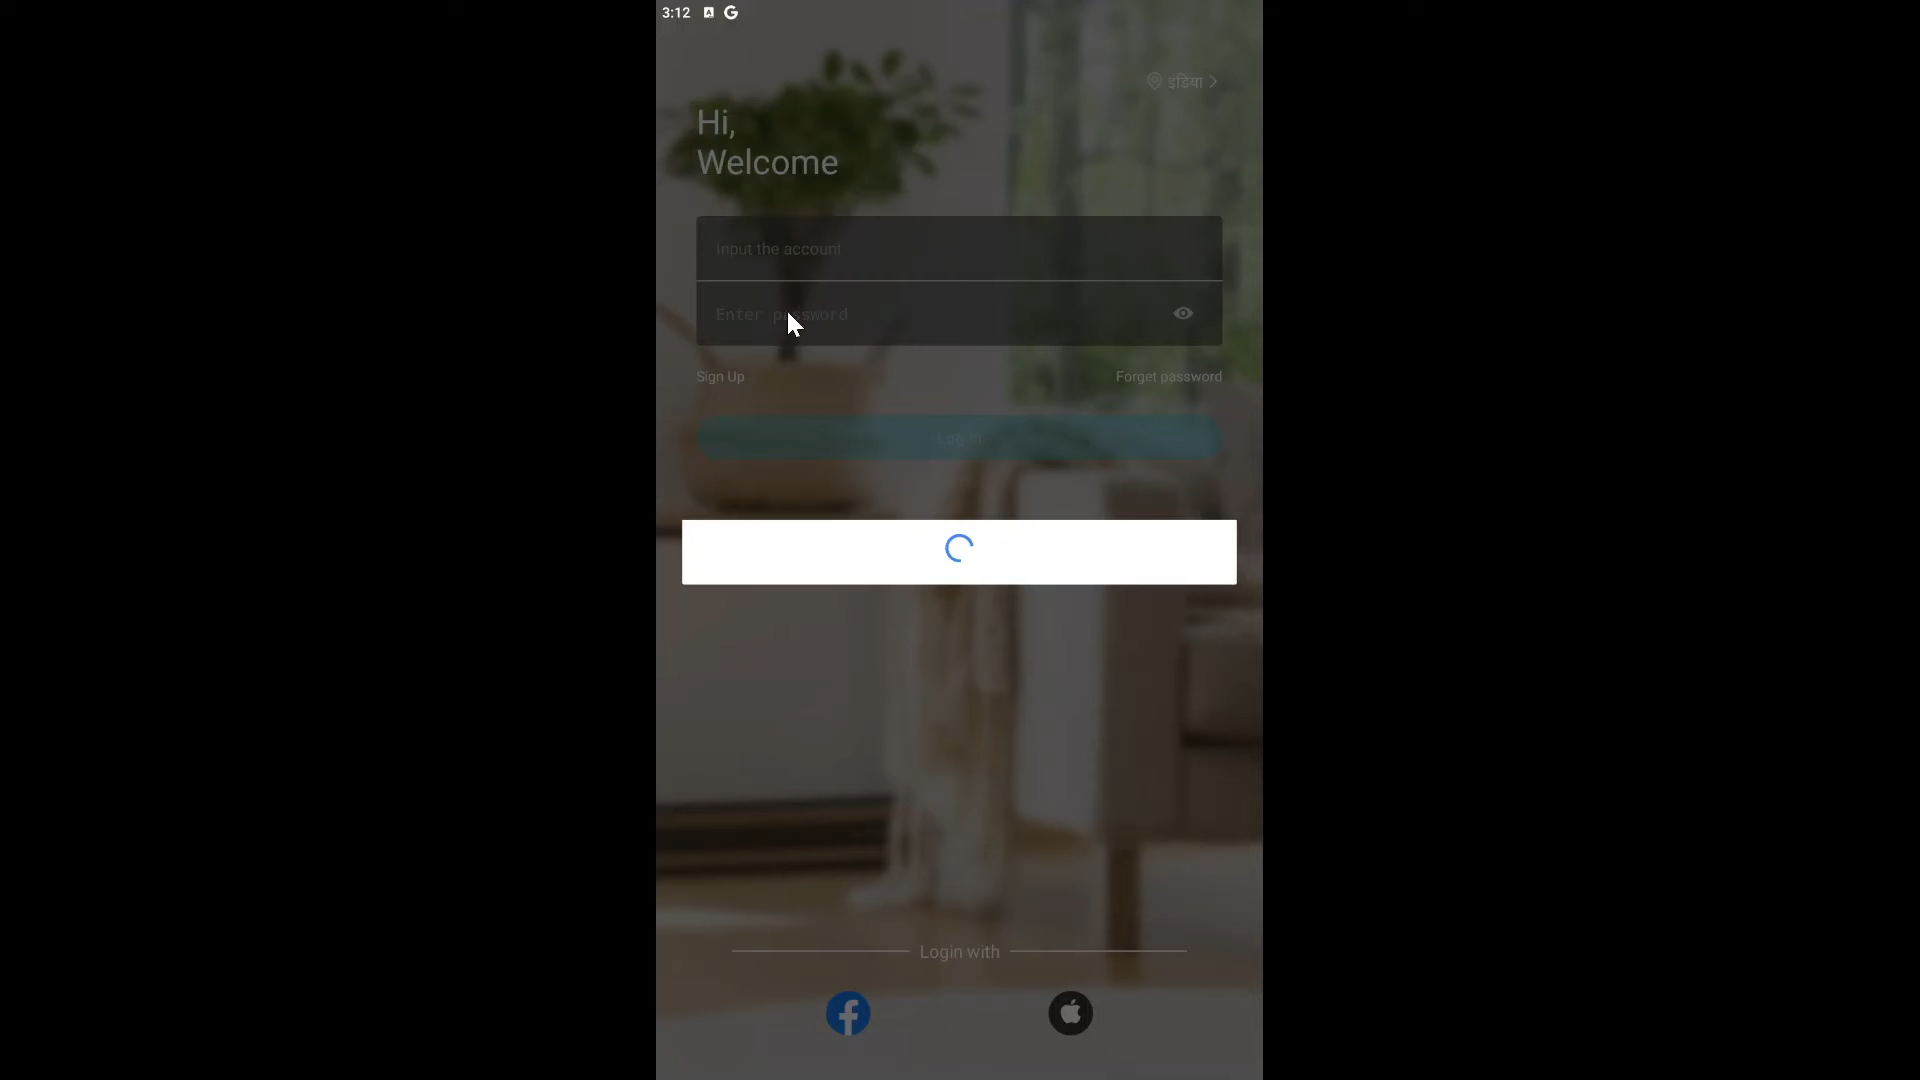 3:12
इंडिया
Hi,
Welcome
Input the account
Enter password
Sign Up
Forget password
Log in
Login with